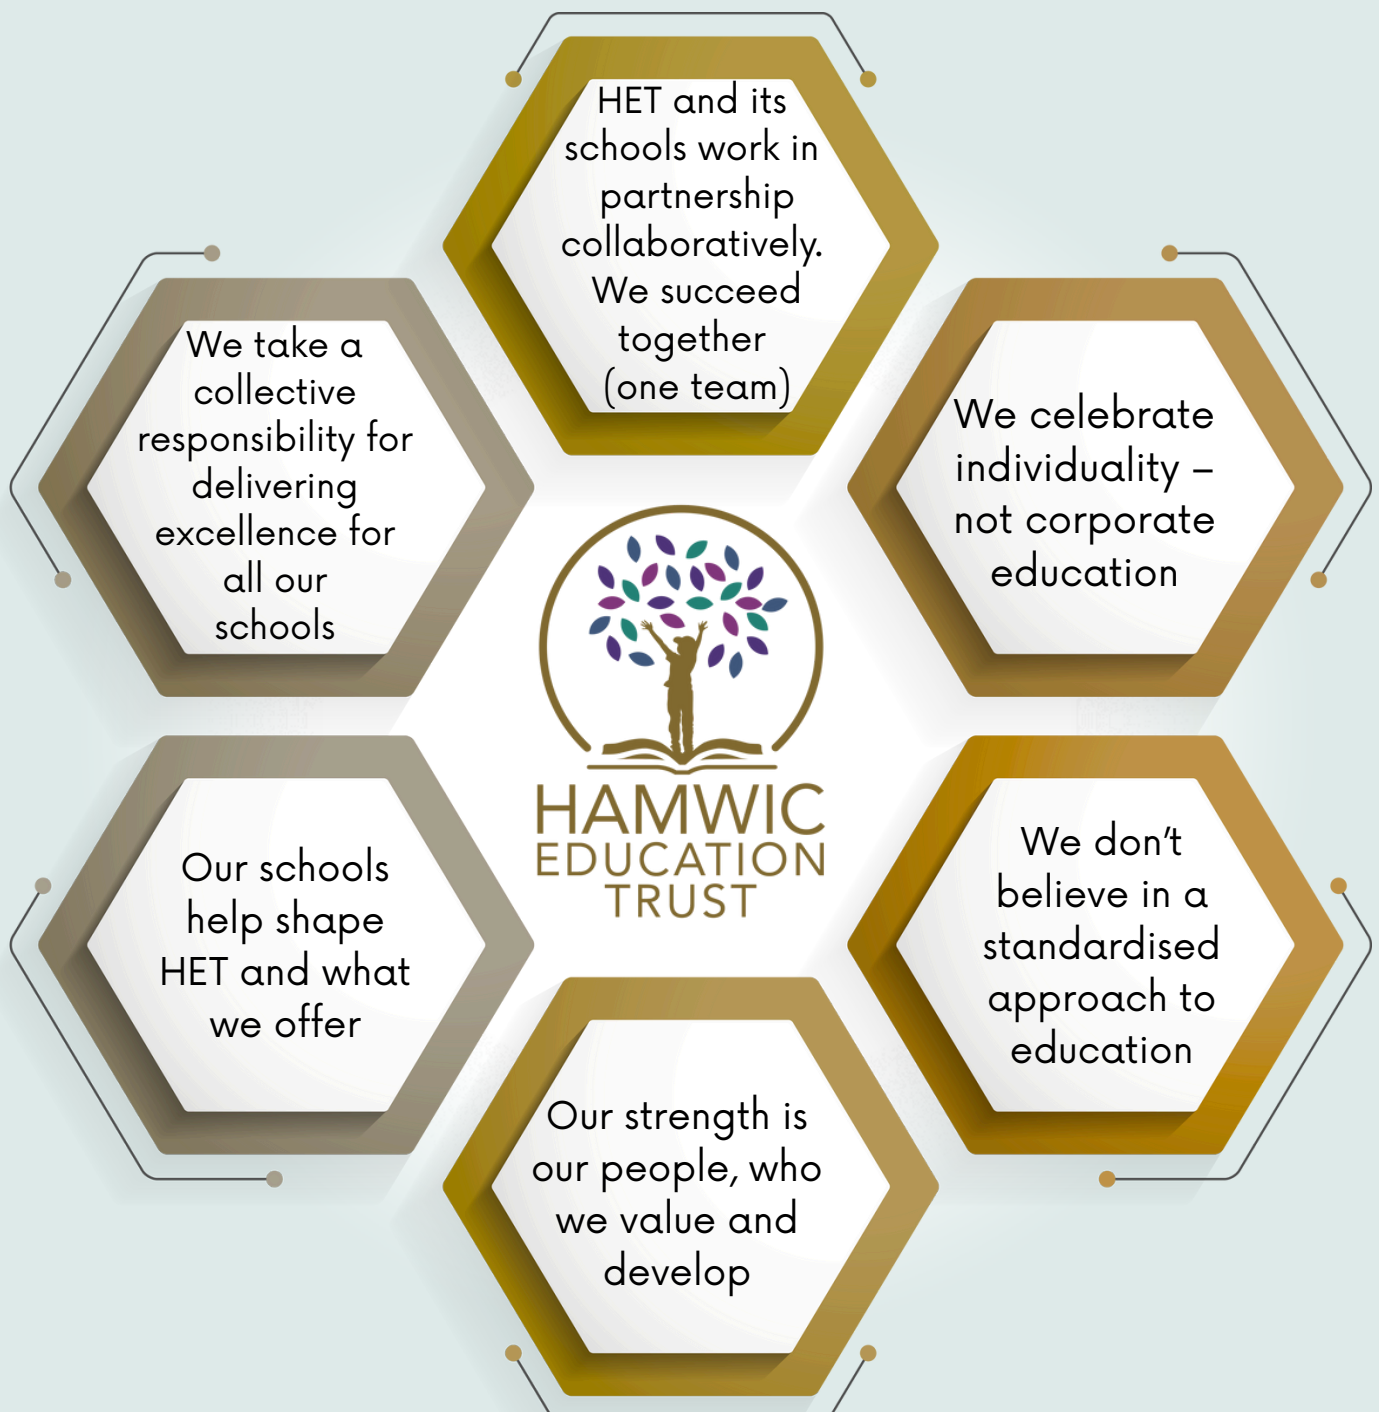 HET and its
schools work in
partnership
collaboratively.
We succeed
together
(one team)
We celebrate
individuality –
not corporate
education
We don't
believe in a
standardised
approach to
education
Our strength is
our people, who
we value and
develop
Our schools
help shape
HET and what
we offer
We take a
collective
responsibility for
delivering
excellence for
all our
schools
HAMWIC
EDUCATION
TRUST